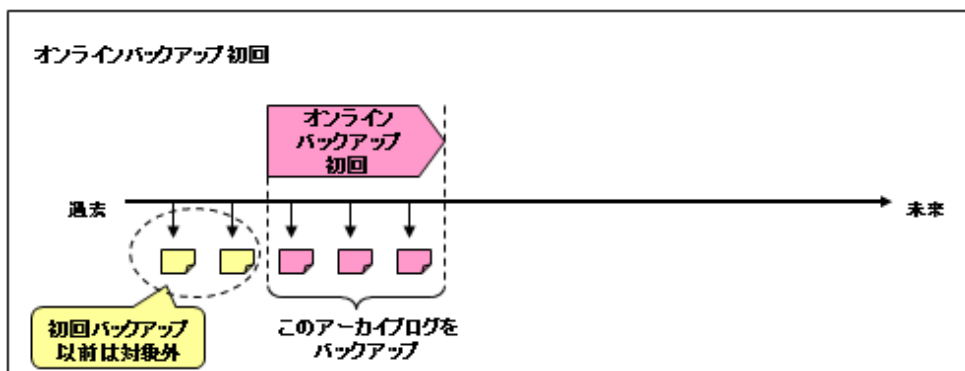 オンラインバックアップ初回
オンライン
バックアップ
初回
過去
未来
初回バックアップ
以前は対象外
このアーカイブログを
バックアップ